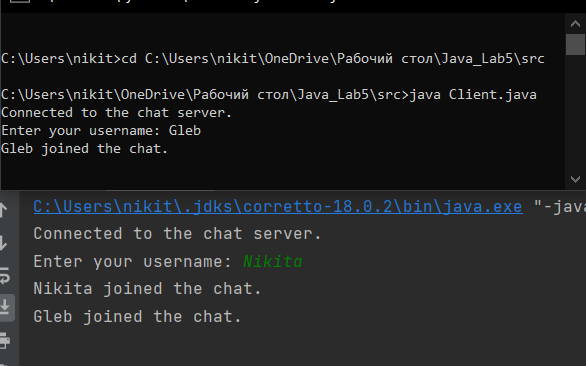 C:\Users\nikit>cd C:\Users\nikit\OneDrive\Рабочий стол\Java_Lab5\src
C:\Users\nikit\OneDrive\Рабочий стол\Java_Lab5\src>java Client.java
Connected to the chat server.
Enter your username: Gleb
Gleb joined the chat.
C:\Users\nikit\.jdks\corretto-18.0.2\bin\java.exe "-java
Connected to the chat server.
Enter your username: Nikita
Nikita joined the chat.
Gleb joined the chat.